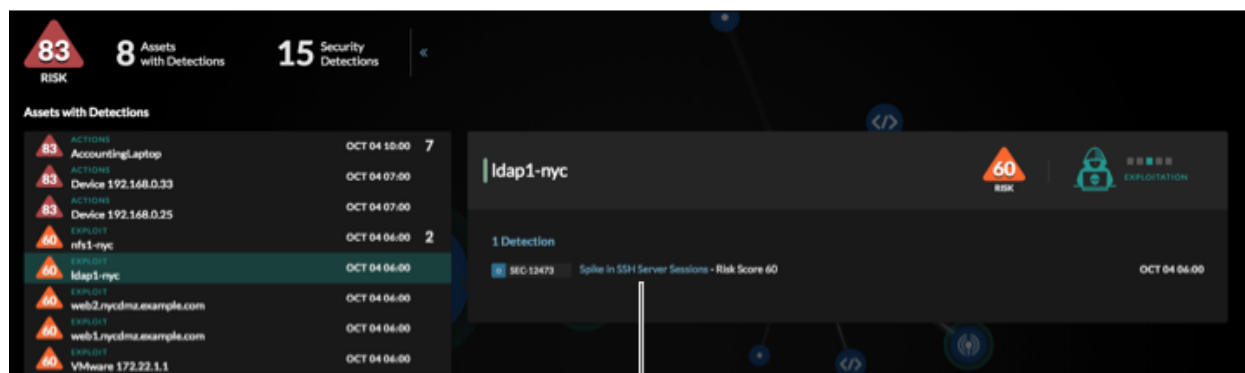 83
RISK
8 Assets with Detections
15 Security Detections
«
Assets with Detections
83 ACTIONS
AccountingLaptop OCT 04 10:00 7
83 ACTIONS
Device 192.168.0.33 OCT 04 07:00
83 ACTIONS
Device 192.168.0.25 OCT 04 07:00
60 EXPLOIT
nfs1-nyc OCT 04 06:00 2
60 EXPLOIT
ldap1-nyc OCT 04 06:00
60 EXPLOIT
web2.nycdmz.example.com OCT 04 06:00
60 EXPLOIT
web1.nycdmz.example.com OCT 04 06:00
60 EXPLOIT
VMware 172.22.1.1 OCT 04 06:00
</>
ldap1-nyc
60
RISK
EXPLOITATION
1 Detection
SEC-12473 Spike in SSH Server Sessions - Risk Score 60 OCT 04 06:00
</>